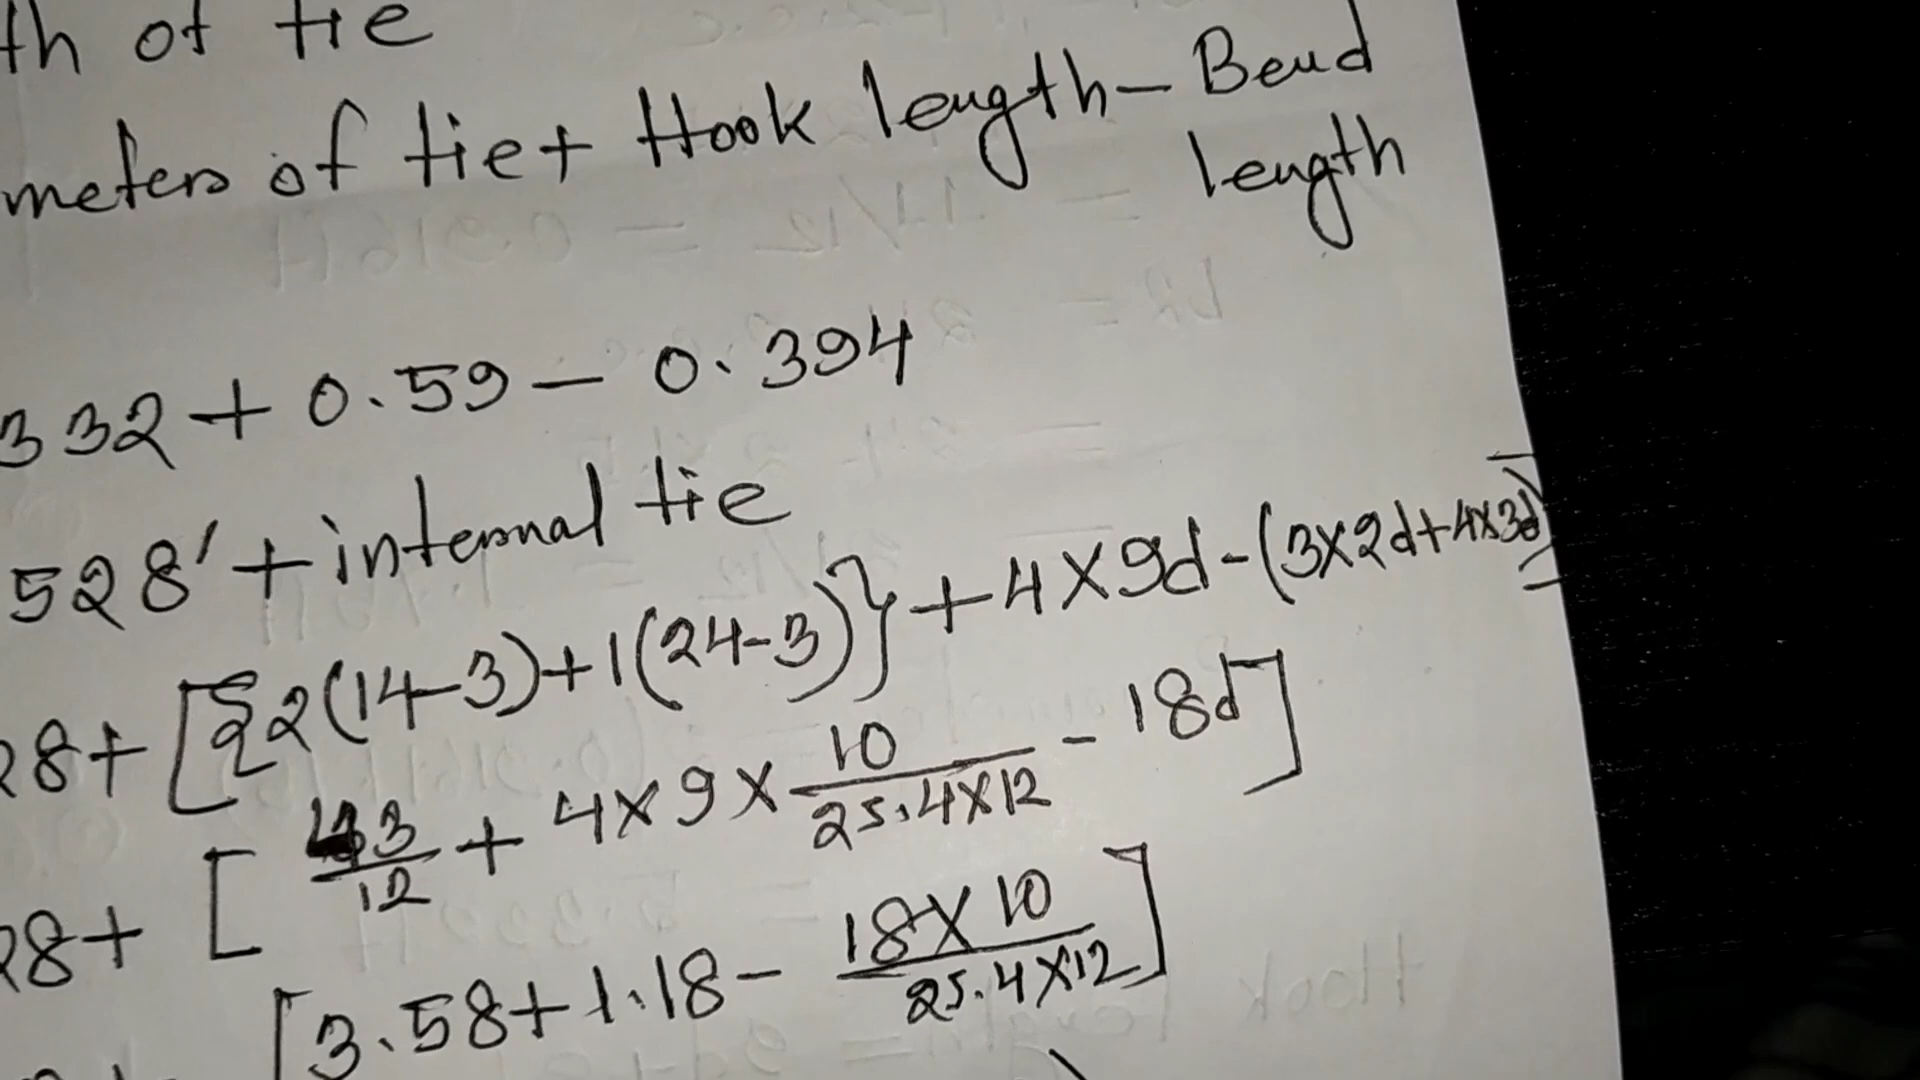 th of tie
meters of tie + Hook length - Bend
length
332 + 0.59 - 0.394
528' + internal tie
28 + [{2(14-3)+1(24-3)} + 4×9d - (3×2d+4×3d)]
28 + [43/12 + 4×9×10/25.4×12 - 18d]
[3.58 + 1.18 - 18×10/25.4×12]